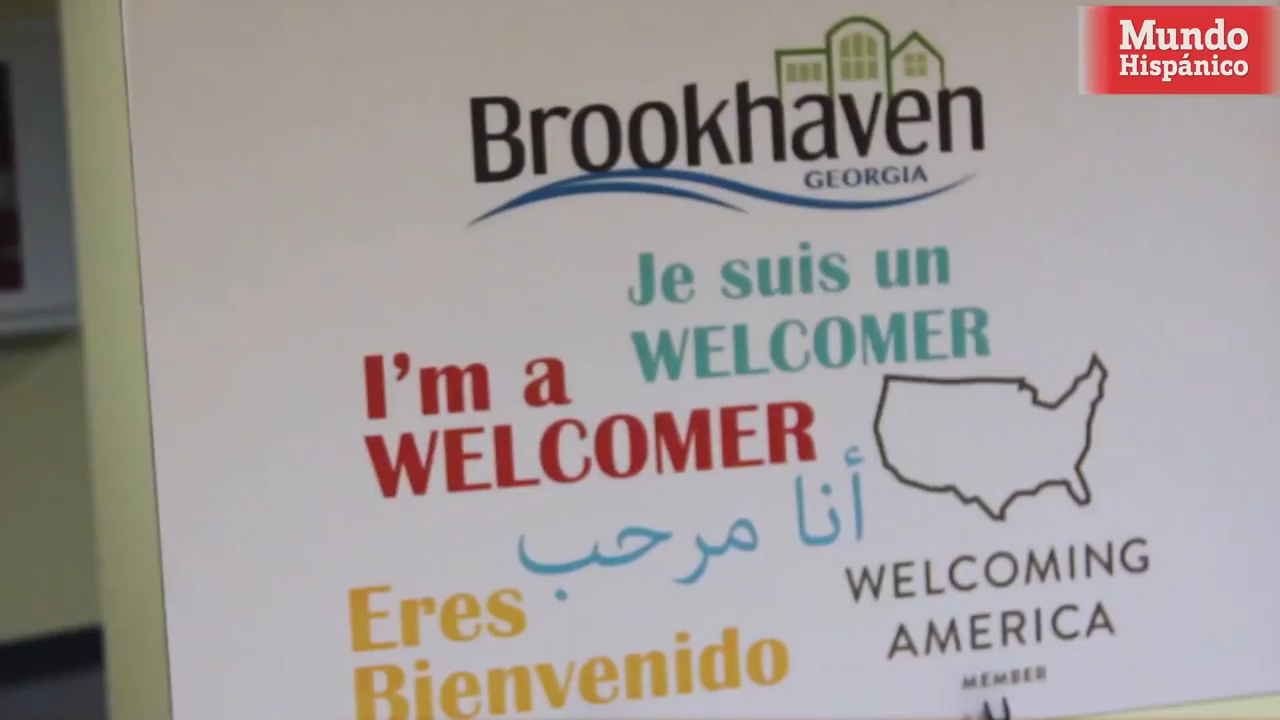 Mundo
Hispánico
Brookhaven
GEORGIA
Je suis un
WELCOMER
I'm a
WELCOMER
أنا مرحب
Eres
Bienvenido
WELCOMING
AMERICA
MEMBER